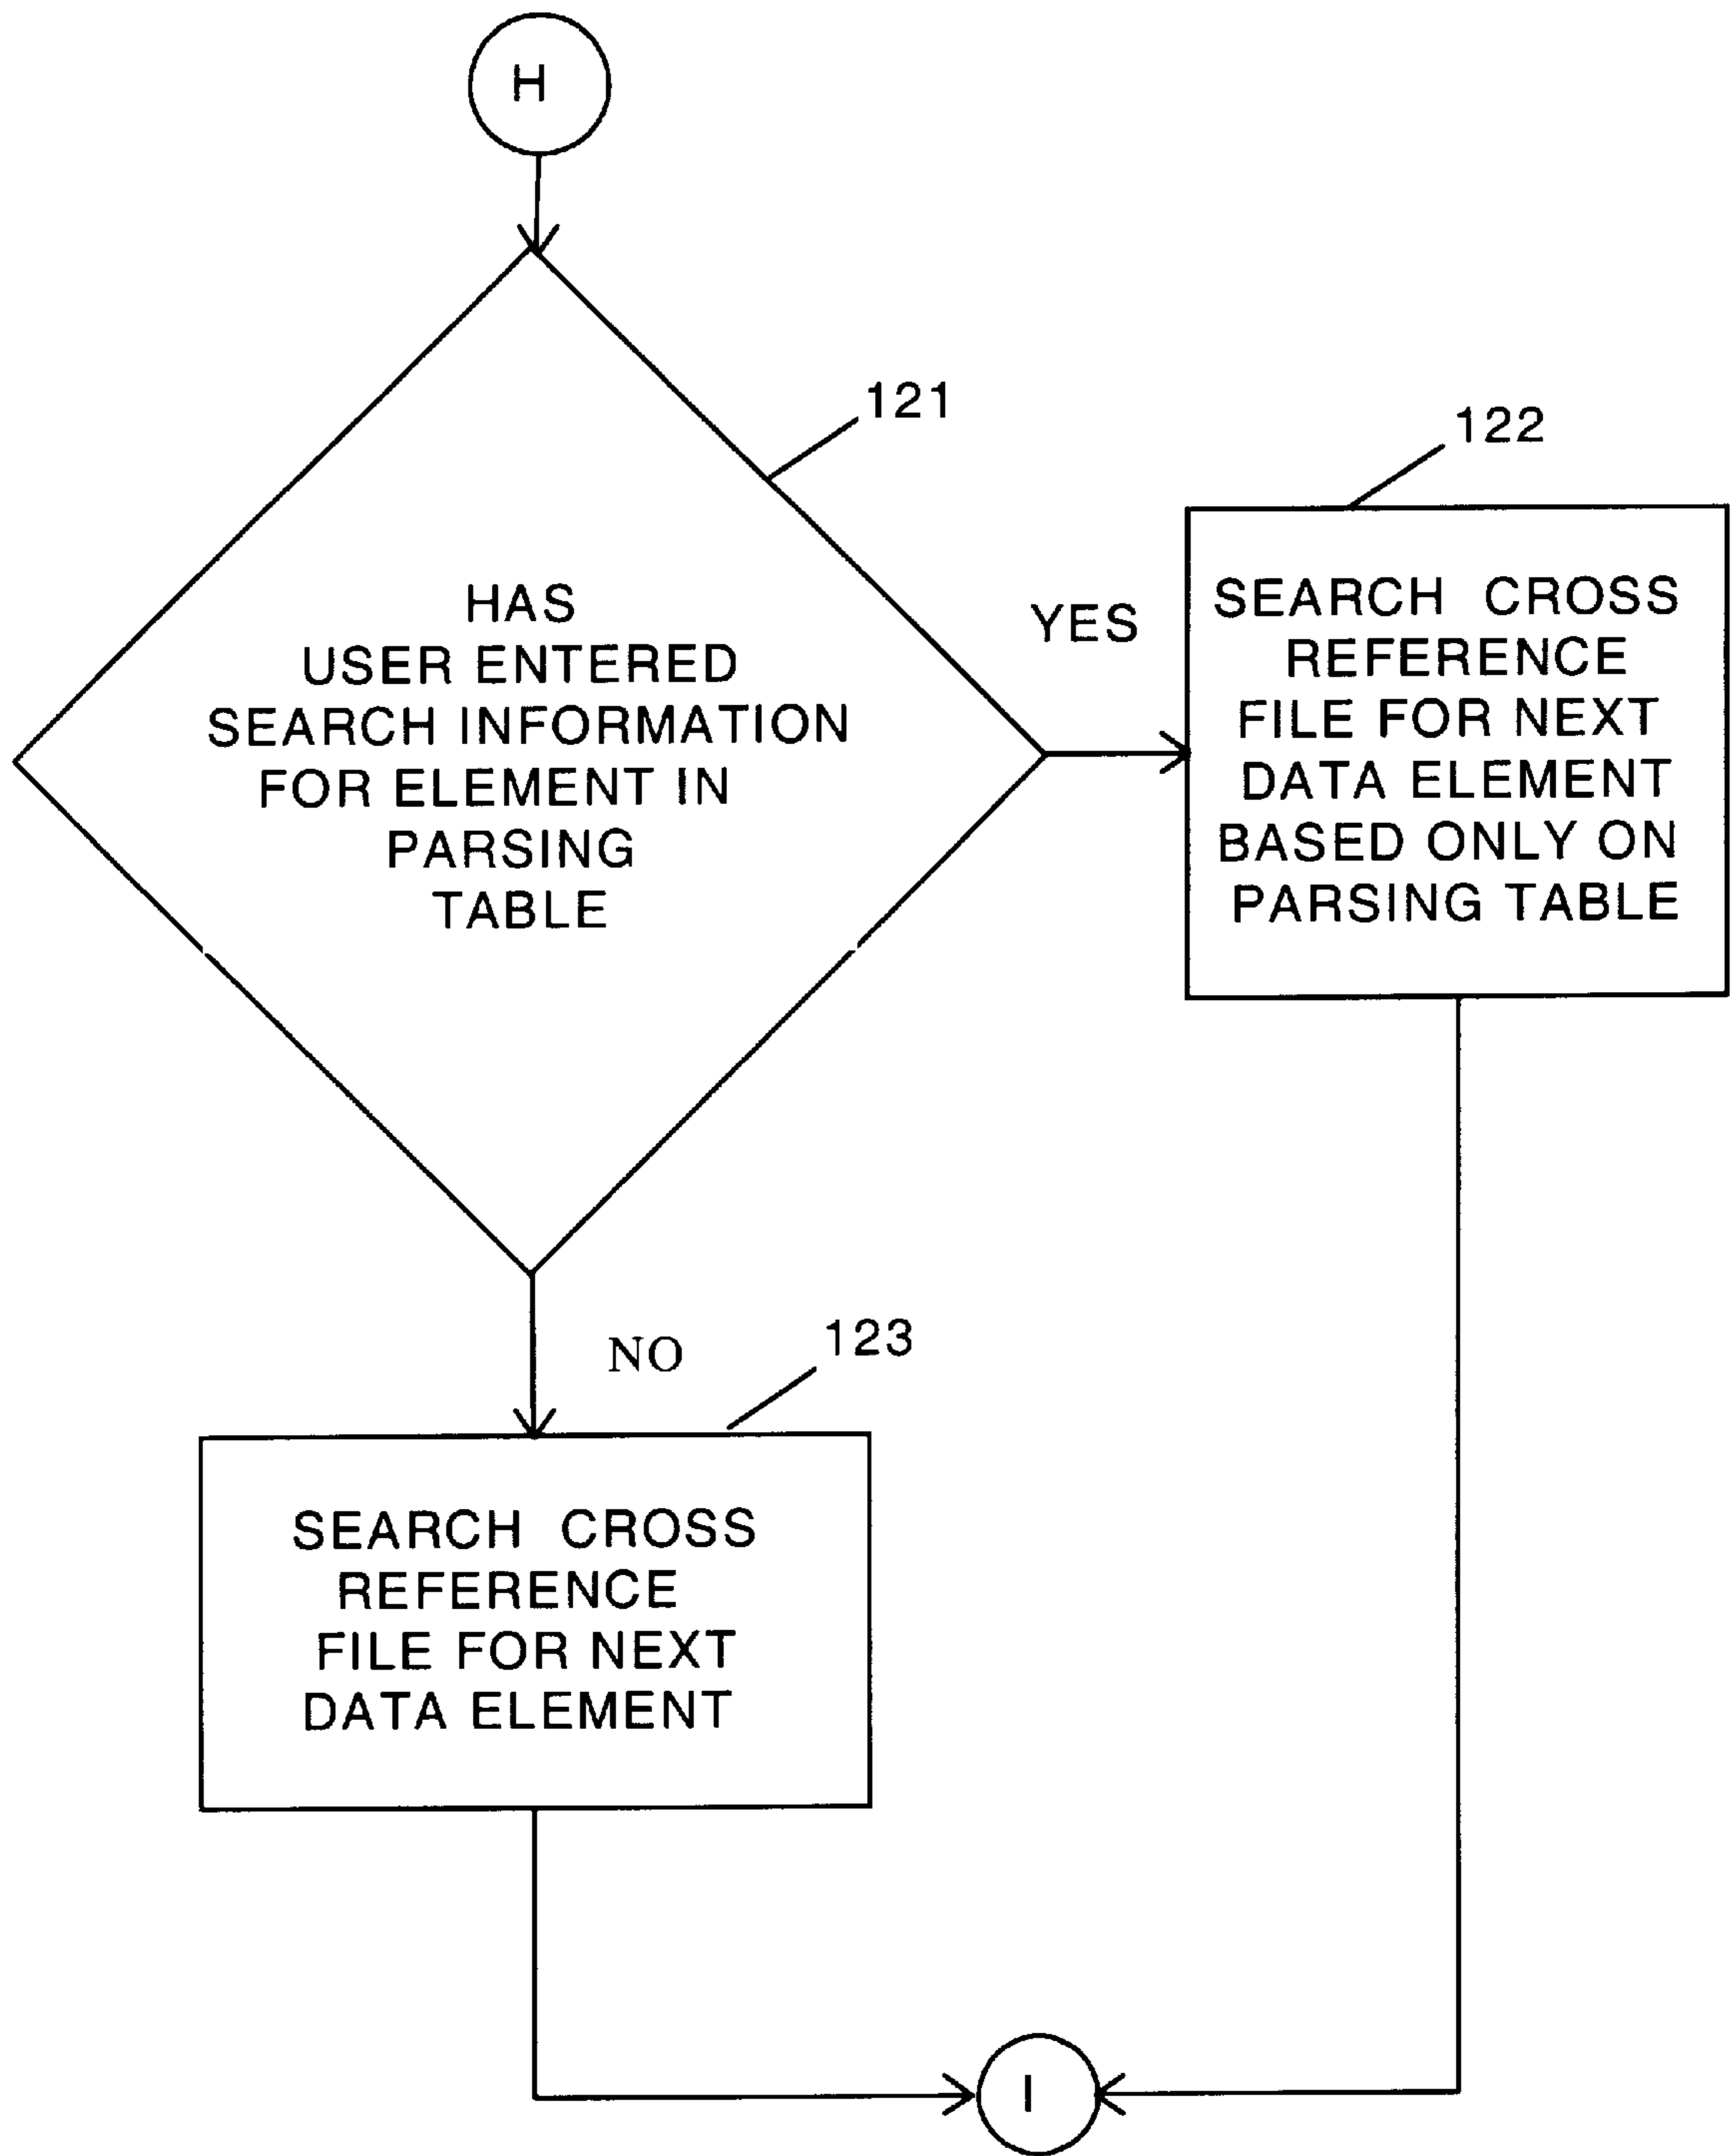 H
121
122
HAS
USER ENTERED
SEARCH INFORMATION
FOR ELEMENT IN
PARSING
TABLE
YES
SEARCH CROSS
REFERENCE
FILE FOR NEXT
DATA ELEMENT
BASED ONLY ON
PARSING TABLE
NO
123
SEARCH CROSS
REFERENCE
FILE FOR NEXT
DATA ELEMENT
I